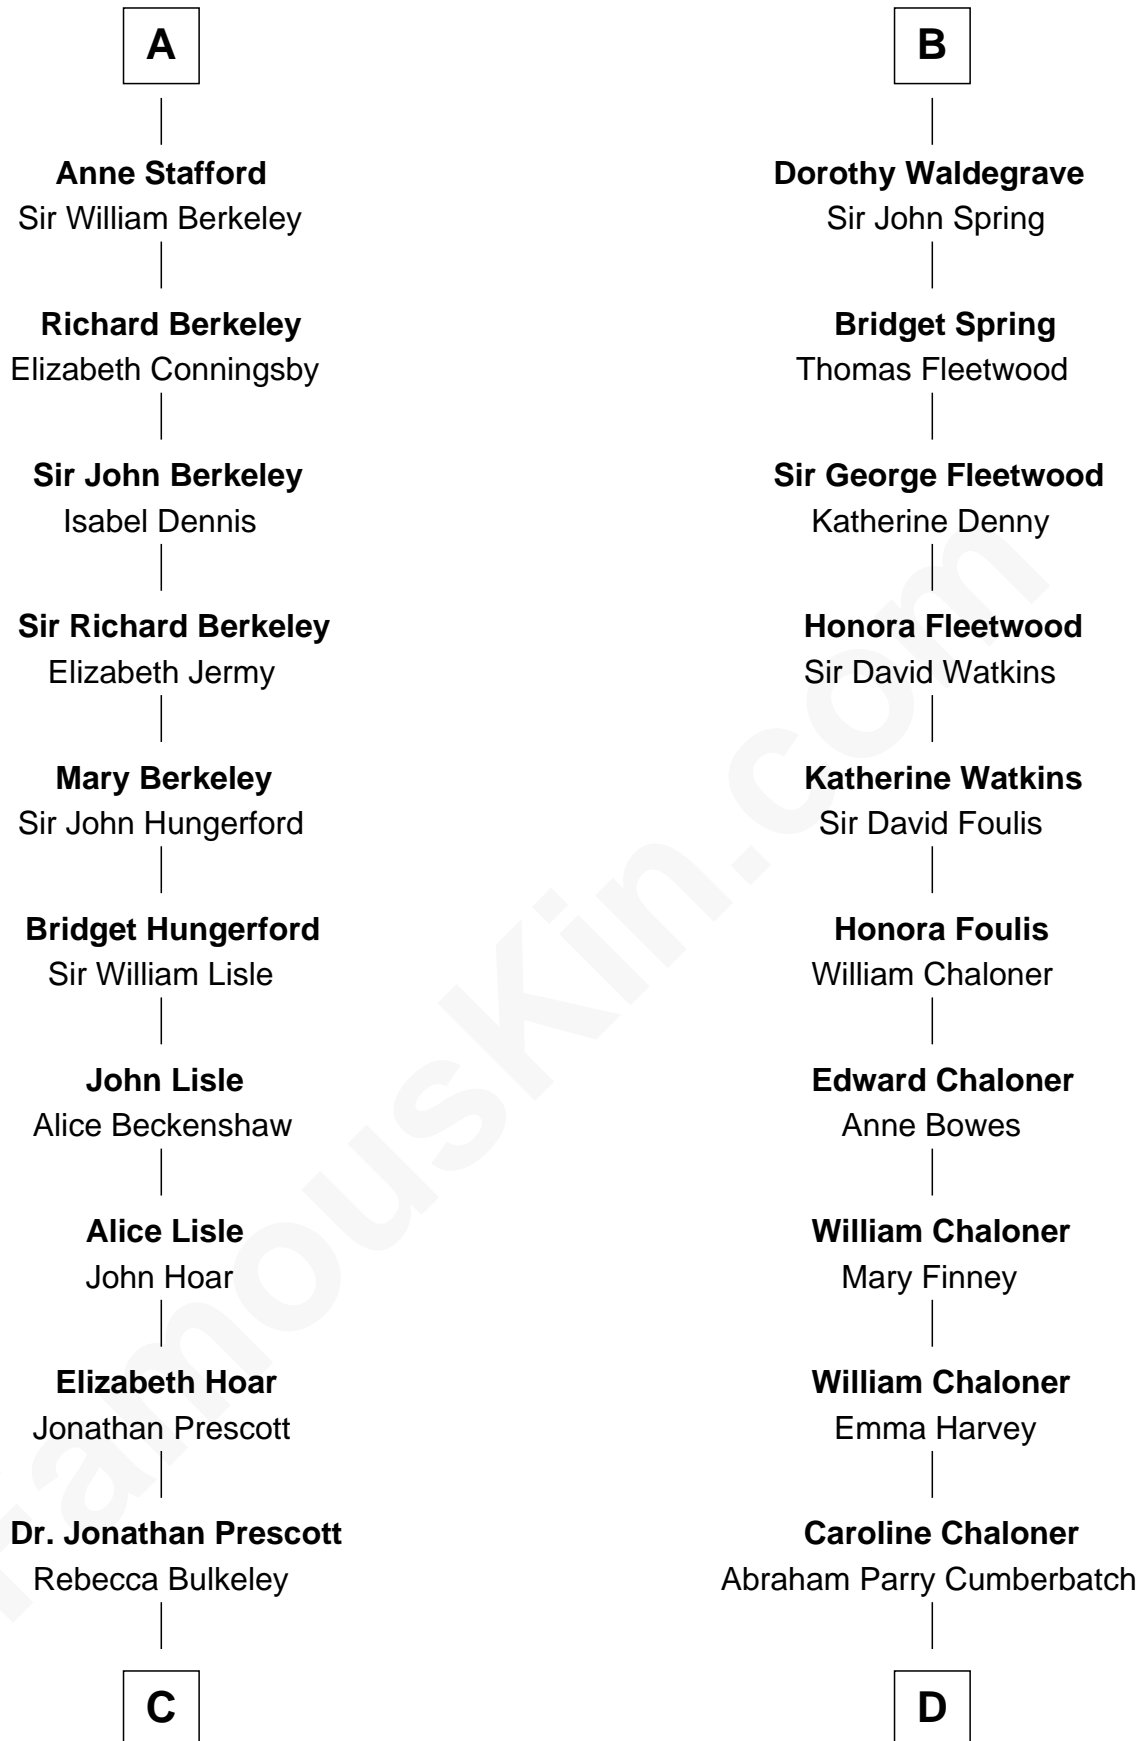 A
Anne Stafford
Sir William Berkeley
Richard Berkeley
Elizabeth Conningsby
Sir John Berkeley
Isabel Dennis
Sir Richard Berkeley
Elizabeth Jermy
Mary Berkeley
Sir John Hungerford
Bridget Hungerford
Sir William Lisle
John Lisle
Alice Beckenshaw
Alice Lisle
John Hoar
Elizabeth Hoar
Jonathan Prescott
Dr. Jonathan Prescott
Rebecca Bulkeley
C
B
Dorothy Waldegrave
Sir John Spring
Bridget Spring
Thomas Fleetwood
Sir George Fleetwood
Katherine Denny
Honora Fleetwood
Sir David Watkins
Katherine Watkins
Sir David Foulis
Honora Foulis
William Chaloner
Edward Chaloner
Anne Bowes
William Chaloner
Mary Finney
William Chaloner
Emma Harvey
Caroline Chaloner
Abraham Parry Cumberbatch
D
FamousKin.com